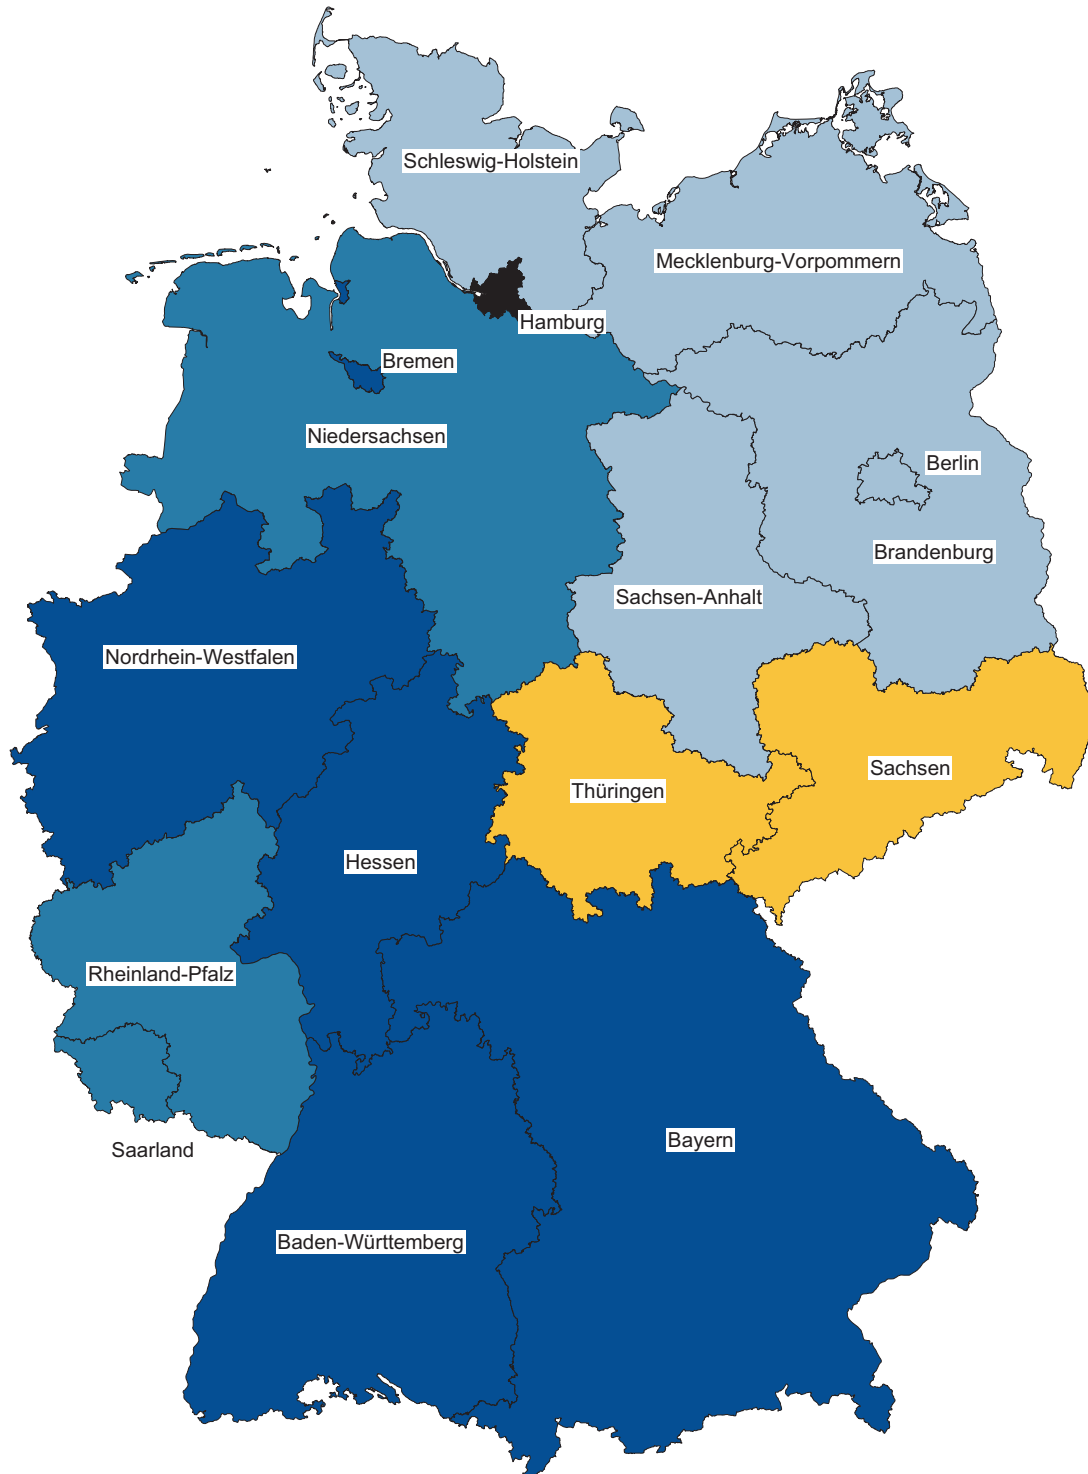 Schleswig-Holstein
Mecklenburg-Vorpommern
Hamburg
Bremen
Niedersachsen
Berlin
Brandenburg
Sachsen-Anhalt
Nordrhein-Westfalen
Sachsen
Thüringen
Hessen
Rheinland-Pfalz
Bayern
Saarland
Baden-Württemberg